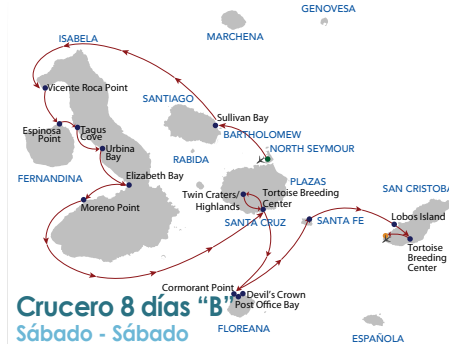 GENOVESA
MARCHENA
ISABELA
Vicente Roca Point
SANTIAGO
Sullivan Bay
Espinosa
Point
Tagus
Cove
BARTHOLOMEW
Urbina
Bay
NORTH SEYMOUR
RABIDA
FERNANDINA
Elizabeth Bay
PLAZAS
Twin Craters/
Highlands
Tortoise Breeding
Center
SAN CRISTOBA
Moreno Point
SANTA CRUZ
SANTA FE
Lobos Island
Tortoise
Breeding
Center
Cormorant Point
Devil's Crown
Post Office Bay
Crucero 8 días “B”
Sábado - Sábado
FLOREANA
ESPAÑOLA